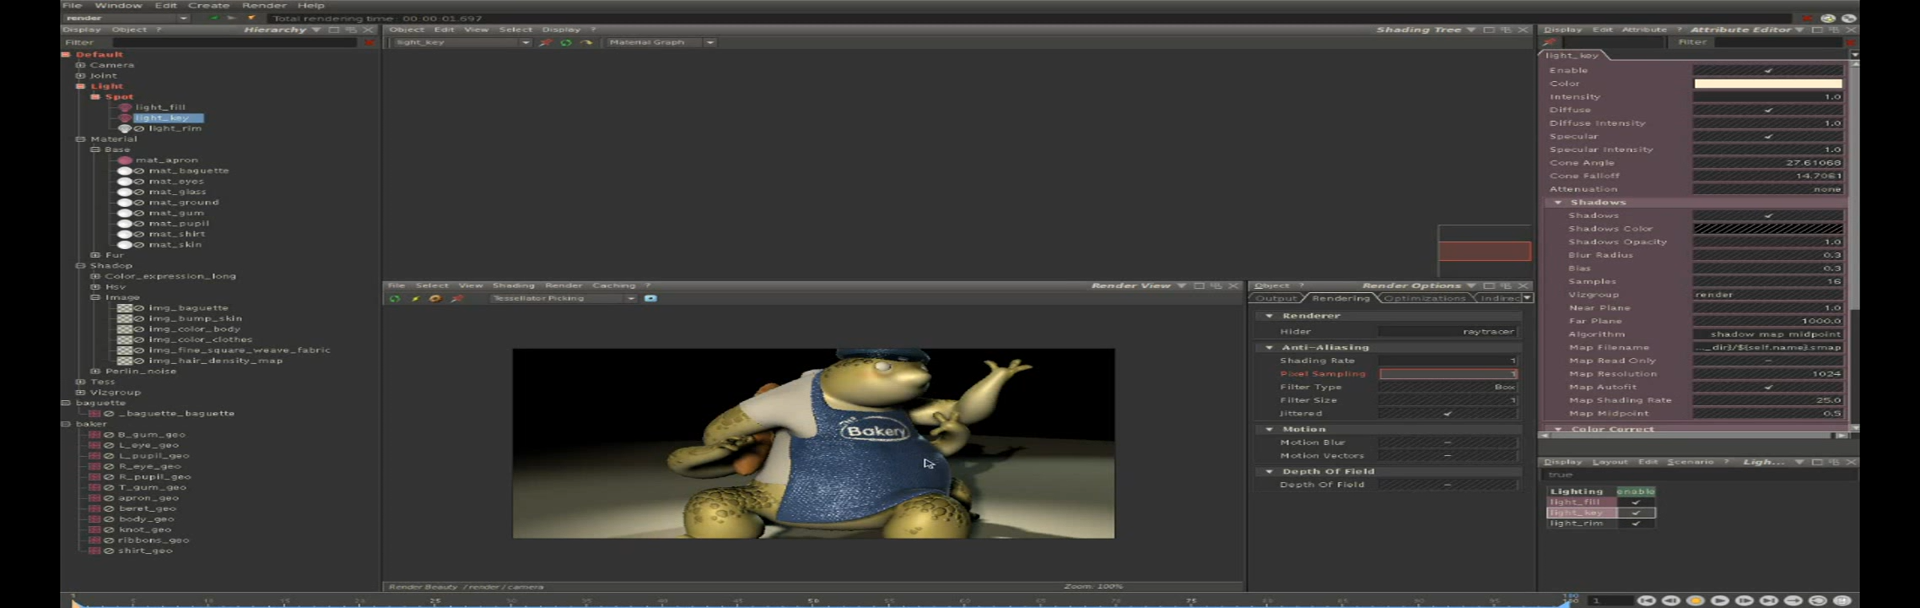 File Window Edit Create Render Help
render
Total rendering time: 00:00:01.697
Display Object ? Hierarchy
Filter
Default
Camera
Joint
Light
Spot
light_fill
light_key
light_rim
Material
Base
mat_apron
mat_baguette
mat_eyes
mat_glass
mat_ground
mat_gum
mat_pupil
mat_shirt
mat_skin
Fur
Shadop
Color_expression_long
Hsv
Image
img_baguette
img_bump_skin
img_color_body
img_color_clothes
img_fine_square_weave_fabric
img_hair_density_map
Perlin_noise
Tess
Vizgroup
baguette
_baguette_baguette
baker
B_gum_geo
L_eye_geo
L_pupil_geo
R_eye_geo
R_pupil_geo
T_gum_geo
apron_geo
beret_geo
body_geo
knot_geo
ribbons_geo
shirt_geo
Object Edit View Select Display ? Shading Tree
light_key Material Graph
File Select View Shading Render Caching ? Render View
Tessellator Picking
Bakery
Render Beauty /render/camera Zoom: 100%
Object ? Render Options
Output Rendering Optimizations Indirec
Renderer
Hider raytracer
Anti-Aliasing
Shading Rate 1
Pixel Sampling 1
Filter Type Box
Filter Size 1
Jittered
Motion
Motion Blur
Motion Vectors
Depth Of Field
Depth Of Field
Display Edit Attribute ? Attribute Editor
Filter
light_key
Enable
Color
Intensity 1.0
Diffuse
Diffuse Intensity 1.0
Specular
Specular Intensity 1.0
Cone Angle 27.61068
Cone Falloff 14.7061
Attenuation none
Shadows
Shadows
Shadows Color
Shadows Opacity 1.0
Blur Radius 0.3
Bias 0.3
Samples 16
Vizgroup render
Near Plane 1.0
Far Plane 1000.0
Algorithm shadow map midpoint
Map Filename ..._dir}/${self.name}.smap
Map Read Only
Map Resolution 1024
Map Autofit
Map Shading Rate 25.0
Map Midpoint 0.5
Color Correct
Display Layout Edit Scenario ? Ligh...
true
Lighting enable
light_fill
light_key
light_rim